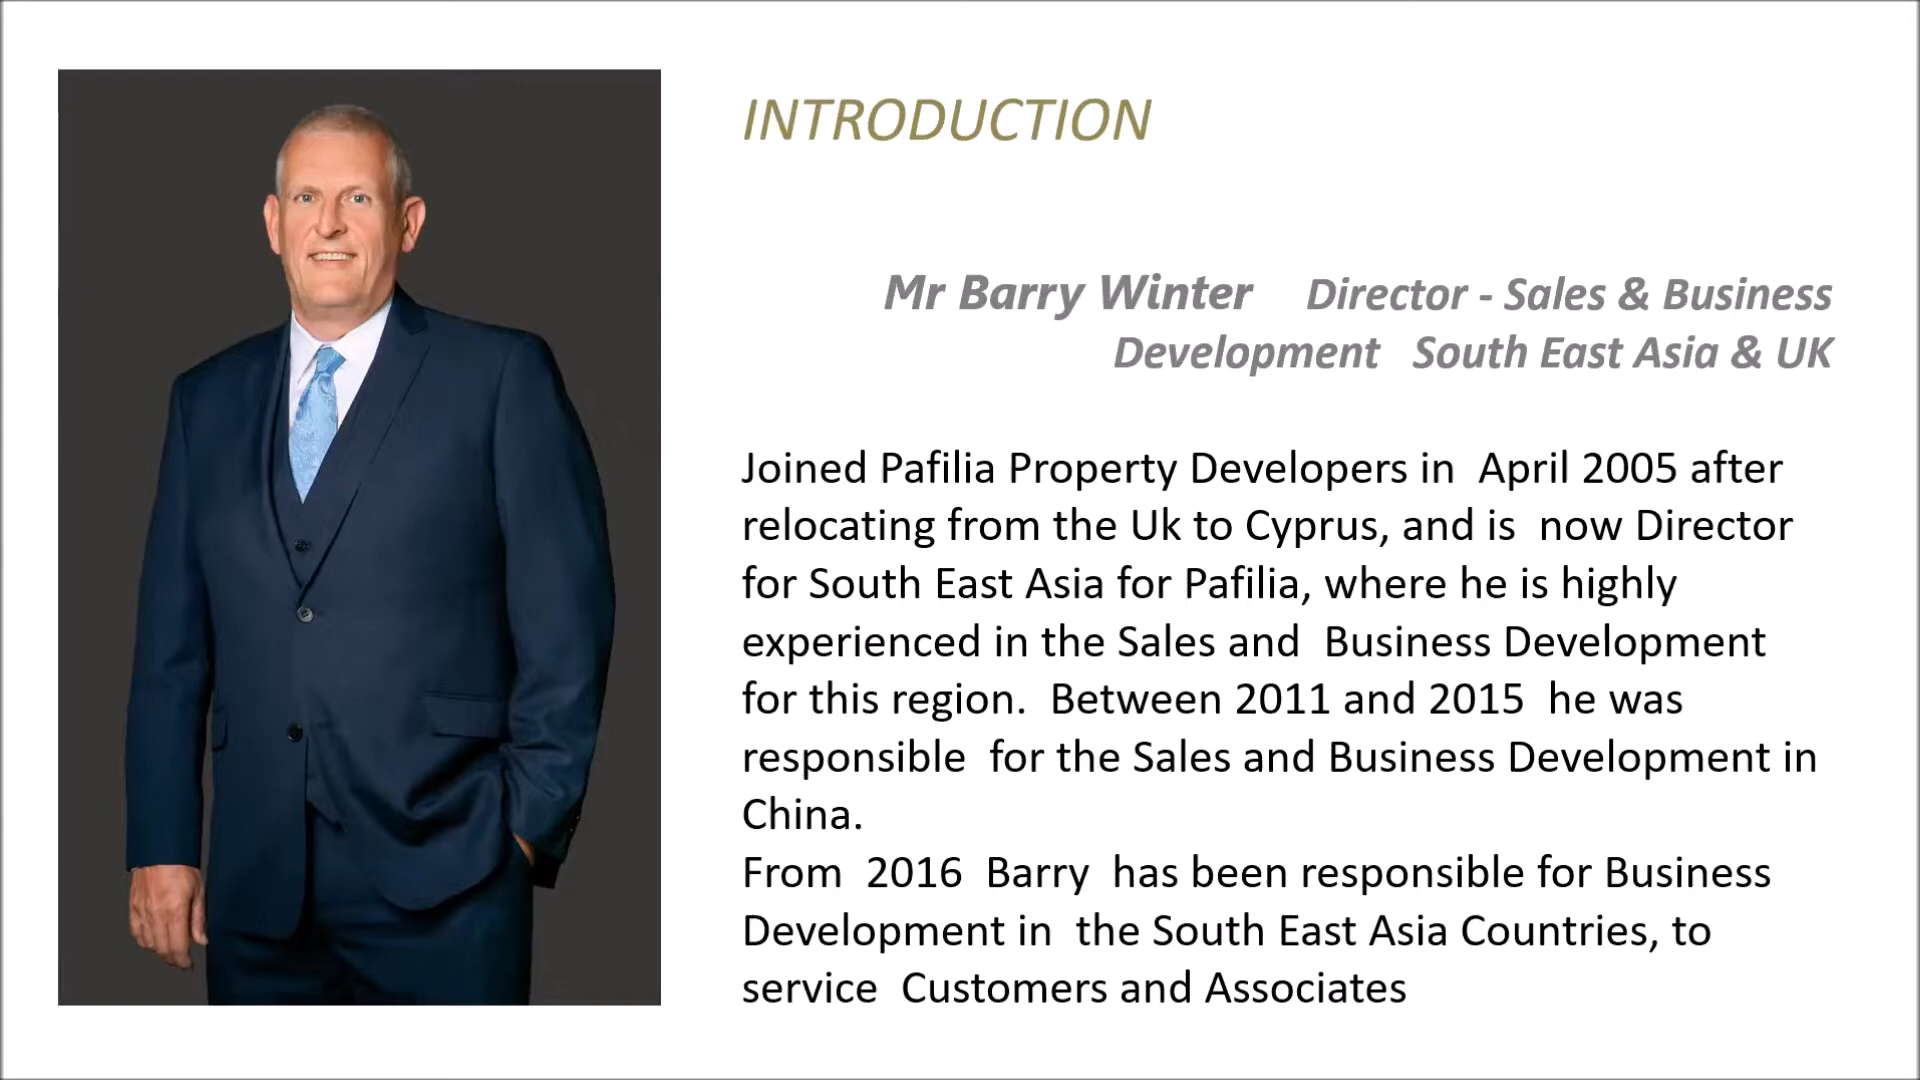 INTRODUCTION
Mr Barry Winter Director - Sales & Business
Development South East Asia & UK
Joined Pafilia Property Developers in April 2005 after
relocating from the Uk to Cyprus, and is now Director
for South East Asia for Pafilia, where he is highly
experienced in the Sales and Business Development
for this region. Between 2011 and 2015 he was
responsible for the Sales and Business Development in
China.
From 2016 Barry has been responsible for Business
Development in the South East Asia Countries, to
service Customers and Associates